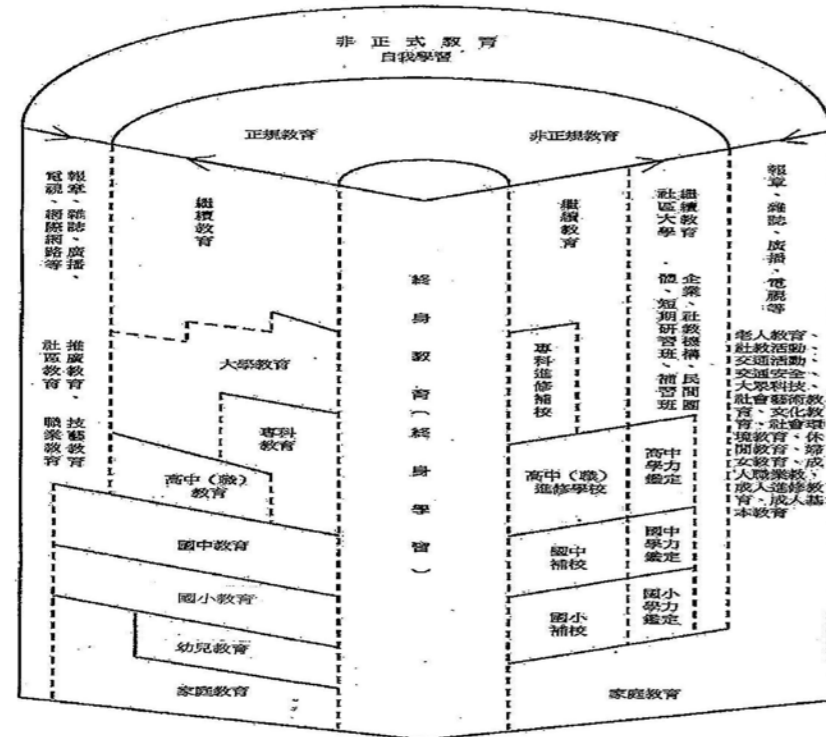 非正式教育
自我學習
正規教育
非正規教育
報章、雜誌、廣播、
電視、網際網路等
繼續教育
繼續教育
繼續教育
社區大學
企業、社教機構、民間團
體、短期研習班、補習班
報章、雜誌、廣播、電視等
終身教育(終身學習)
推廣教育、技藝教育
社區教育、職業教育
大學教育
專科
教育
高中(職)
教育
國中教育
國小教育
幼兒教育
家庭教育
專科進修補校
高中(職)
進修學校
高中
學力
鑑定
國中
補校
國中
學力
鑑定
國小
補校
國小
學力
鑑定
老人教育、
社教活動、
交通活動、
交通安全、
大眾科技、
社會藝術教
育、文化教
育、社會環
境教育、休
閒教育、婦
女教育、成
人職業教、
成人進修教
育、成人基
本教育
家庭教育